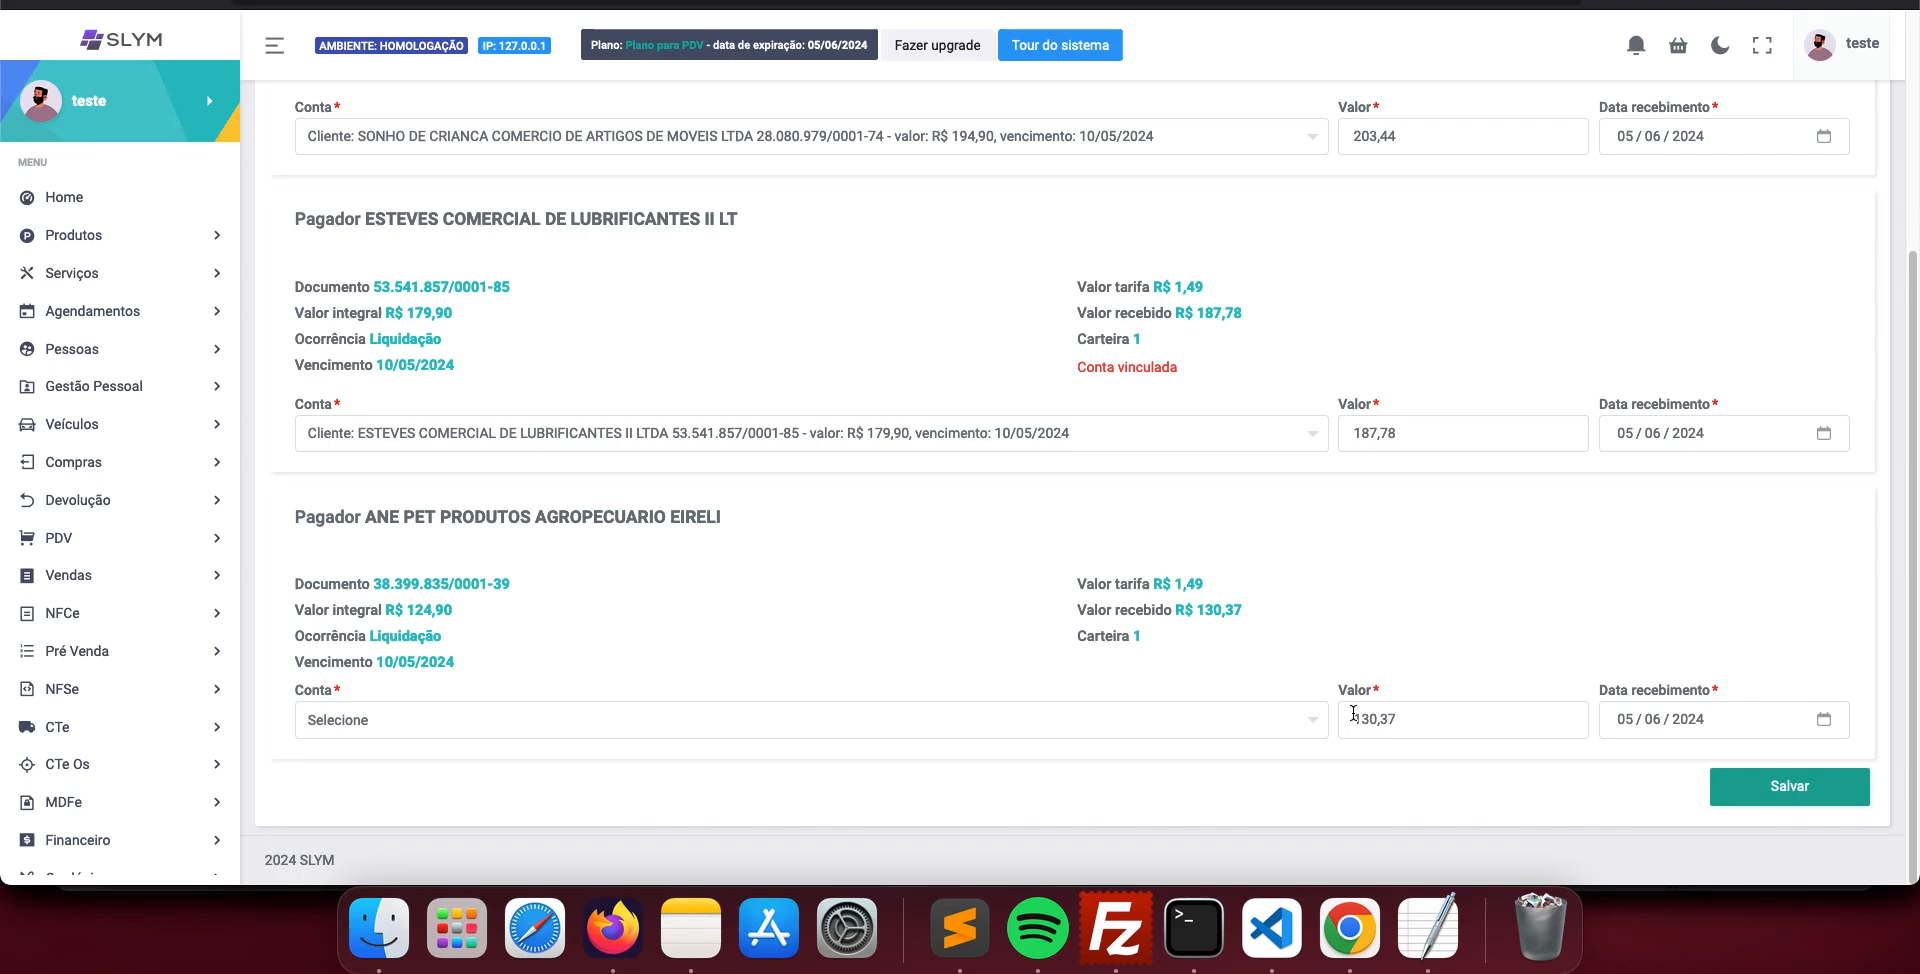 SLYM
AMBIENTE: HOMOLOGAÇÃO
IP: 127.0.0.1
Plano: Plano para PDV - data de expiração: 05/06/2024
Fazer upgrade
Tour do sistema
teste
teste
MENU
Home
Produtos
Serviços
Agendamentos
Pessoas
Gestão Pessoal
Veículos
Compras
Devolução
PDV
Vendas
NFCe
Pré Venda
NFSe
CTe
CTe Os
MDFe
Financeiro
Conta*
Valor*
Data recebimento*
Cliente: SONHO DE CRIANCA COMERCIO DE ARTIGOS DE MOVEIS LTDA 28.080.979/0001-74 - valor: R$ 194,90, vencimento: 10/05/2024
203,44
05/06/2024
Pagador ESTEVES COMERCIAL DE LUBRIFICANTES II LT
Documento 53.541.857/0001-85
Valor tarifa R$ 1,49
Valor integral R$ 179,90
Valor recebido R$ 187,78
Ocorrência Liquidação
Carteira 1
Vencimento 10/05/2024
Conta vinculada
Conta*
Valor*
Data recebimento*
Cliente: ESTEVES COMERCIAL DE LUBRIFICANTES II LTDA 53.541.857/0001-85 - valor: R$ 179,90, vencimento: 10/05/2024
187,78
05/06/2024
Pagador ANE PET PRODUTOS AGROPECUARIO EIRELI
Documento 38.399.835/0001-39
Valor tarifa R$ 1,49
Valor integral R$ 124,90
Valor recebido R$ 130,37
Ocorrência Liquidação
Carteira 1
Vencimento 10/05/2024
Conta*
Valor*
Data recebimento*
Selecione
130,37
05/06/2024
Salvar
2024 SLYM